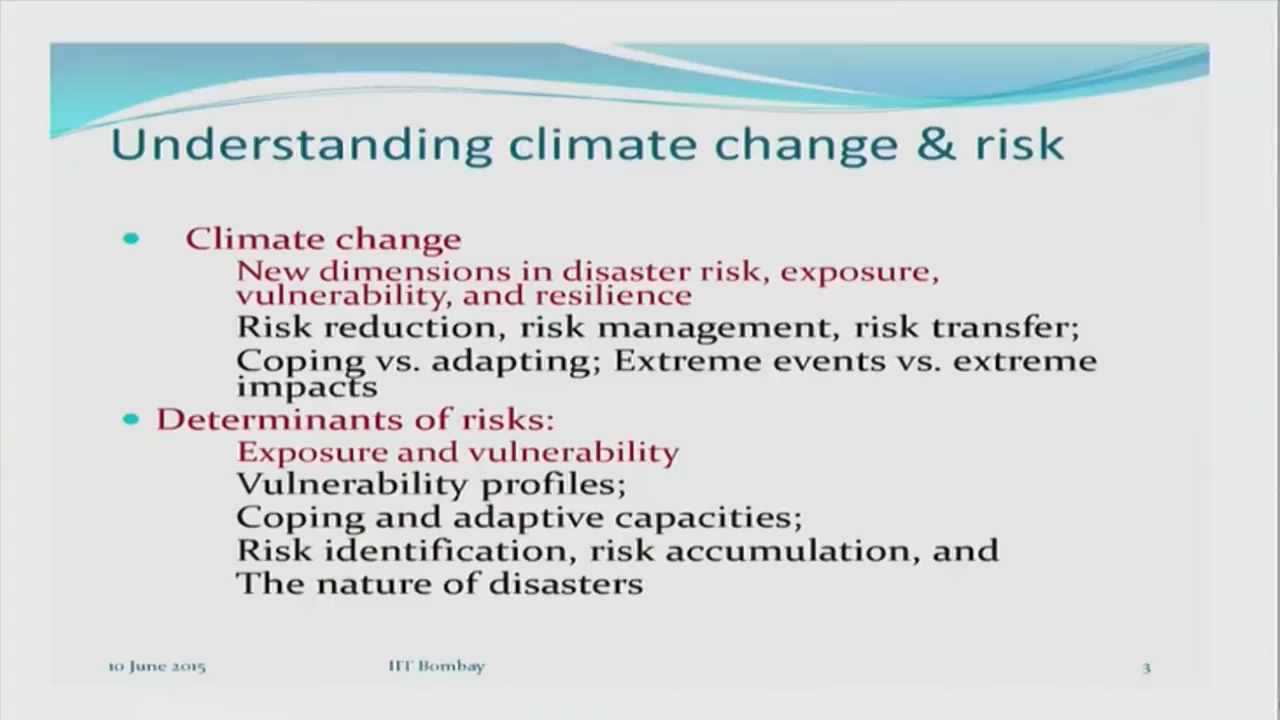 Understanding climate change & risk
• Climate change
New dimensions in disaster risk, exposure,
vulnerability, and resilience
Risk reduction, risk management, risk transfer;
Coping vs. adapting; Extreme events vs. extreme
impacts
• Determinants of risks:
Exposure and vulnerability
Vulnerability profiles;
Coping and adaptive capacities;
Risk identification, risk accumulation, and
The nature of disasters
10 June 2015 IIT Bombay 3